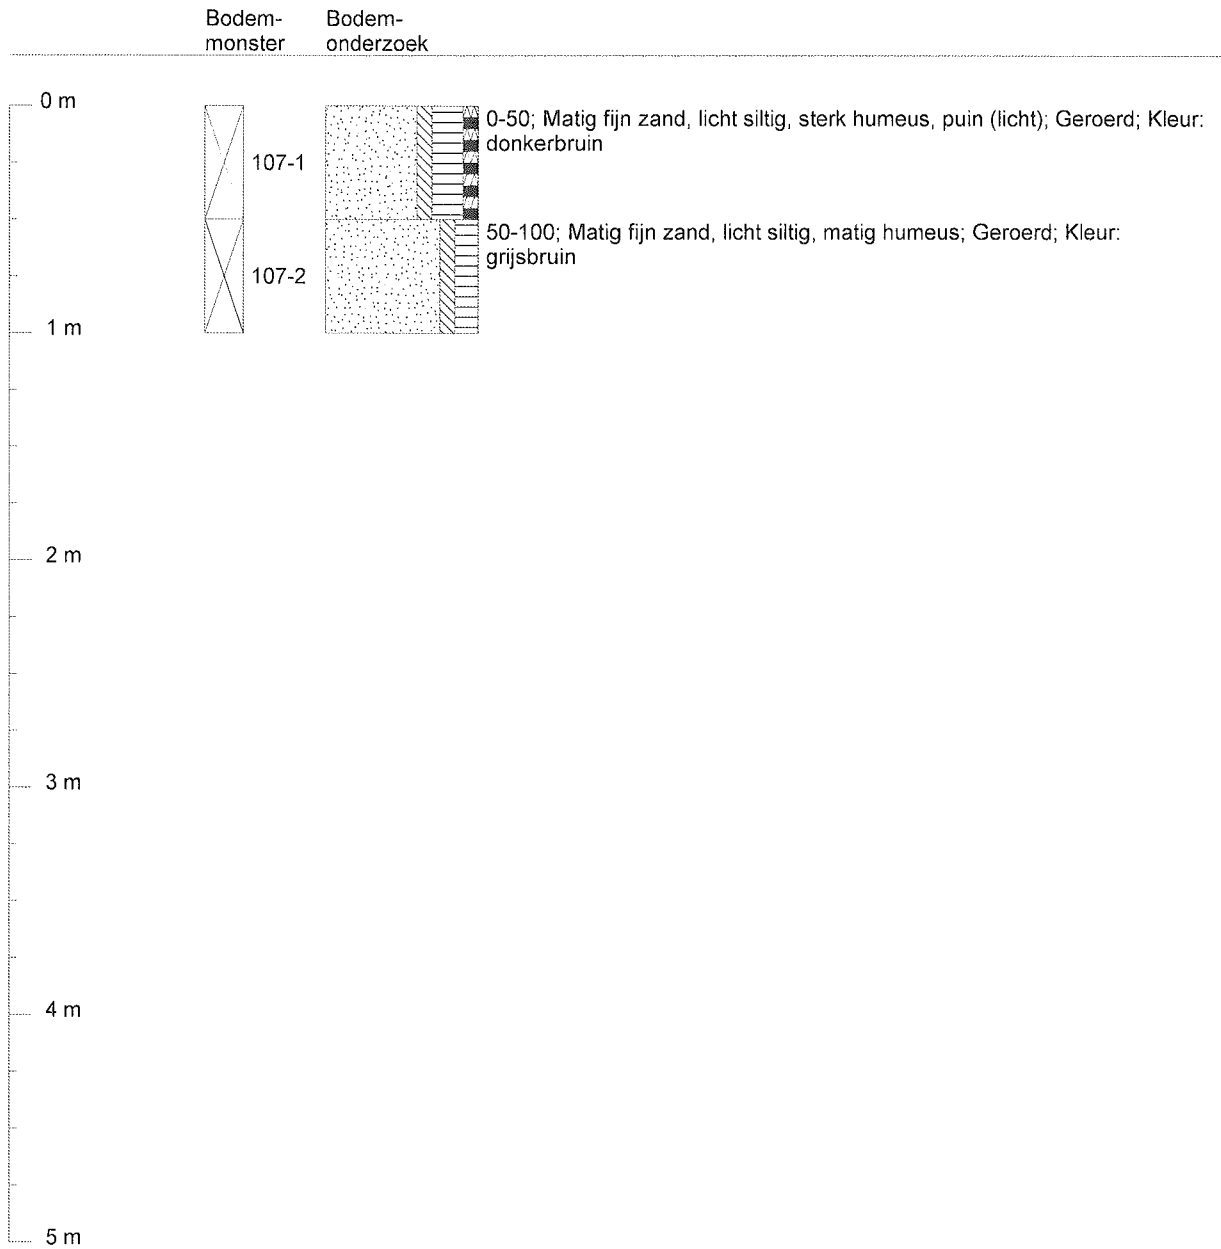 Bodem- Bodem-
monster onderzoek
0 m
0-50; Matig fijn zand, licht siltig, sterk humeus, puin (licht); Geroerd; Kleur:
donkerbruin
107-1
50-100; Matig fijn zand, licht siltig, matig humeus; Geroerd; Kleur:
grijsbruin
107-2
1 m
2 m
3 m
4 m
5 m